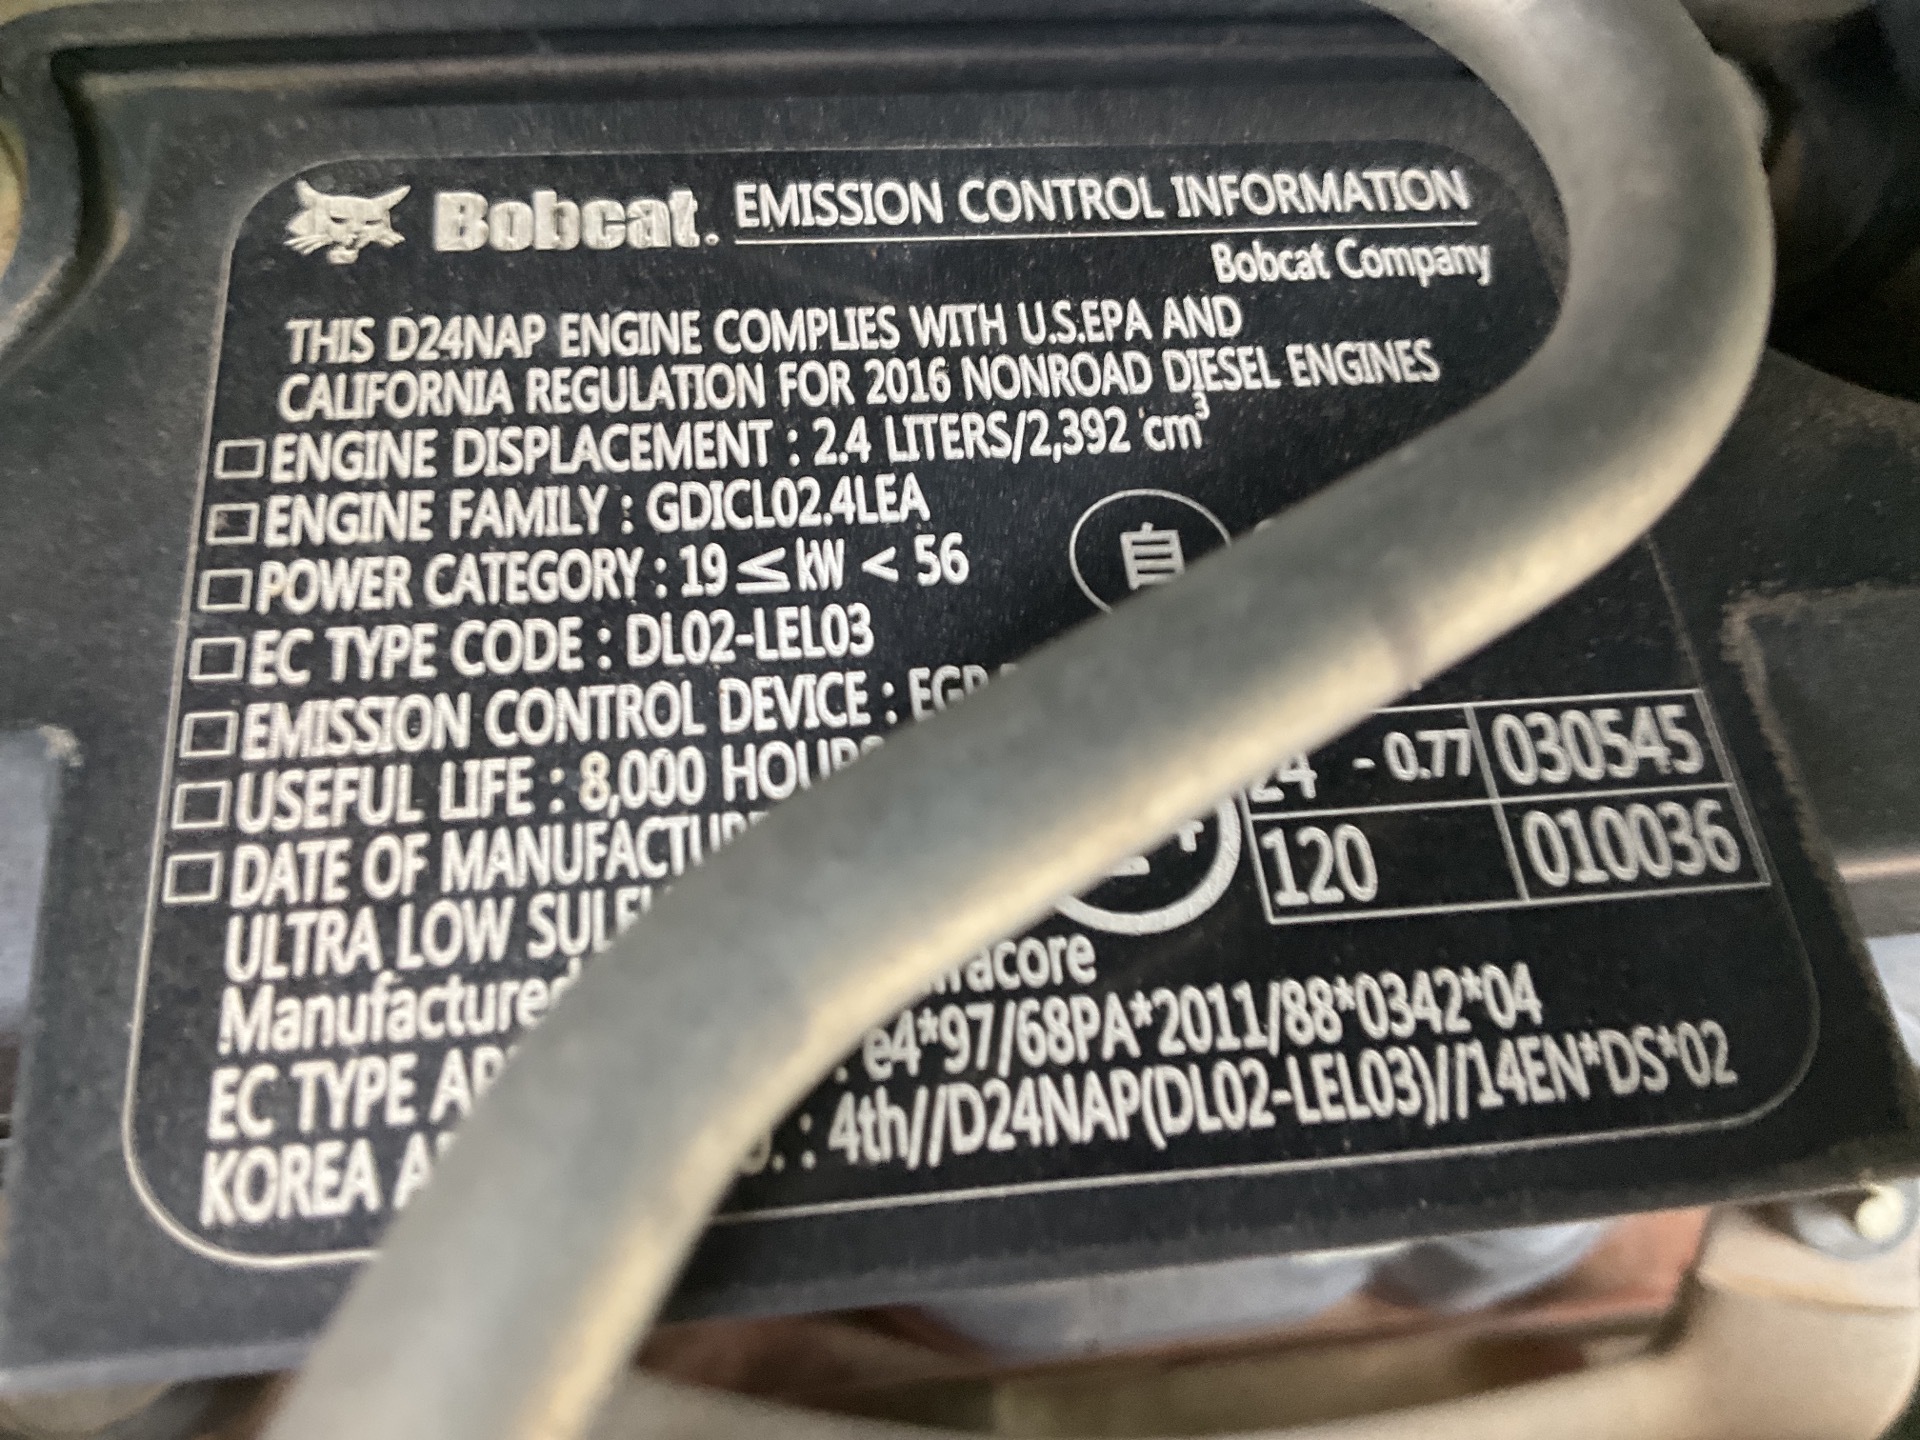 Bobcat. EMISSION CONTROL INFORMATION
Bobcat Company
THIS D24NAP ENGINE COMPLIES WITH U.S.EPA AND
CALIFORNIA REGULATION FOR 2016 NONROAD DIESEL ENGINES
□ENGINE DISPLACEMENT : 2.4 LITERS/2,392 cm³
□ENGINE FAMILY : GDICL02.4LEA
□POWER CATEGORY : 19 ≤ kW < 56
自
□EC TYPE CODE : DL02-LEL03
□EMISSION CONTROL DEVICE :
□USEFUL LIFE : 8,000
24 - 0.77 030545
□DATE OF
120 010036
ULTRA LOW
EC TYPE : e4*97/68PA*2011/88*0342*04
KOREA : 4th//D24NAP(DL02-LEL03)//14EN*DS*02